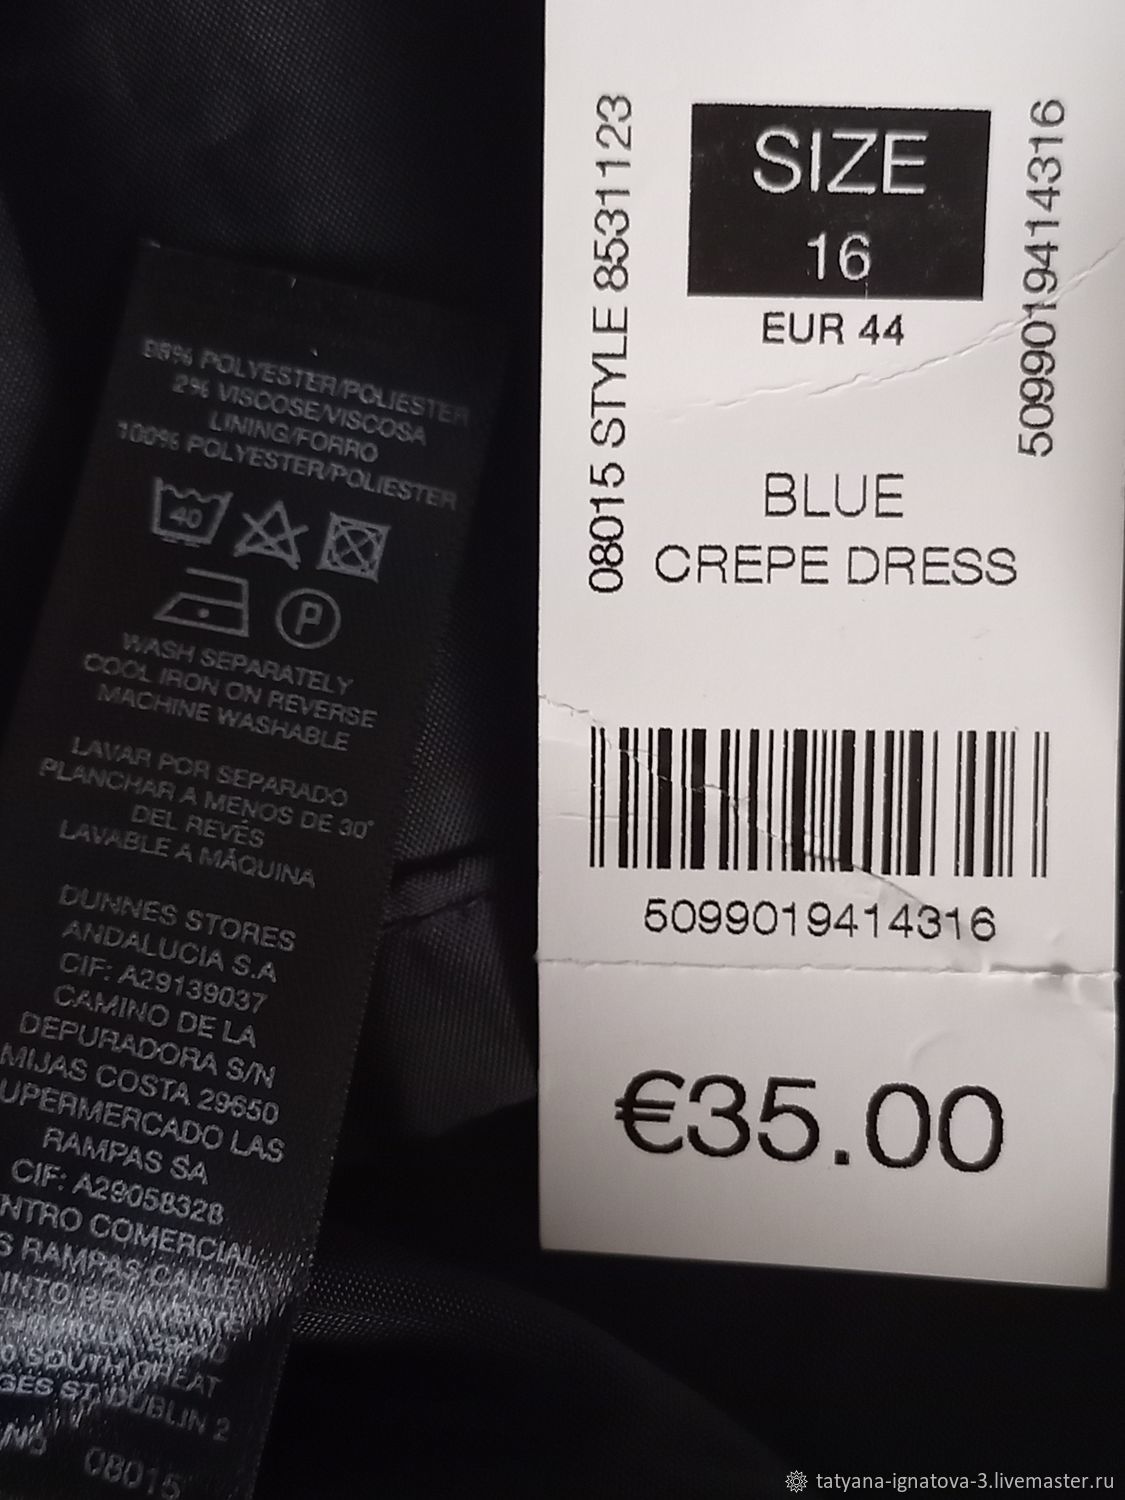 98% POLYESTER/POLIESTER
2% VISCOSE/VISCOSA
LINING/FORRO
100% POLYESTER/POLIESTER
40
P
WASH SEPARATELY
COOL IRON ON REVERSE
MACHINE WASHABLE
LAVAR POR SEPARADO
PLANCHAR A MENOS DE 30°
DEL REVÉS
LAVABLE A MÁQUINA
DUNNES STORES
ANDALUCIA S.A
CIF: A29139037
CAMINO DE LA
DEPURADORA S/N
MIJAS COSTA 29650
UPERMERCADO LAS
RAMPAS SA
CIF: A29058328
NTRO COMERCIAL
S RAMPAS CALLE
INTO BENAVENTE
SOUTH GREAT
GES ST, DUBLIN 2
08015
08015 STYLE 8531123
SIZE
16
EUR 44
5099019414316
BLUE
CREPE DRESS
5099019414316
€35.00
tatyana-ignatova-3.livemaster.ru